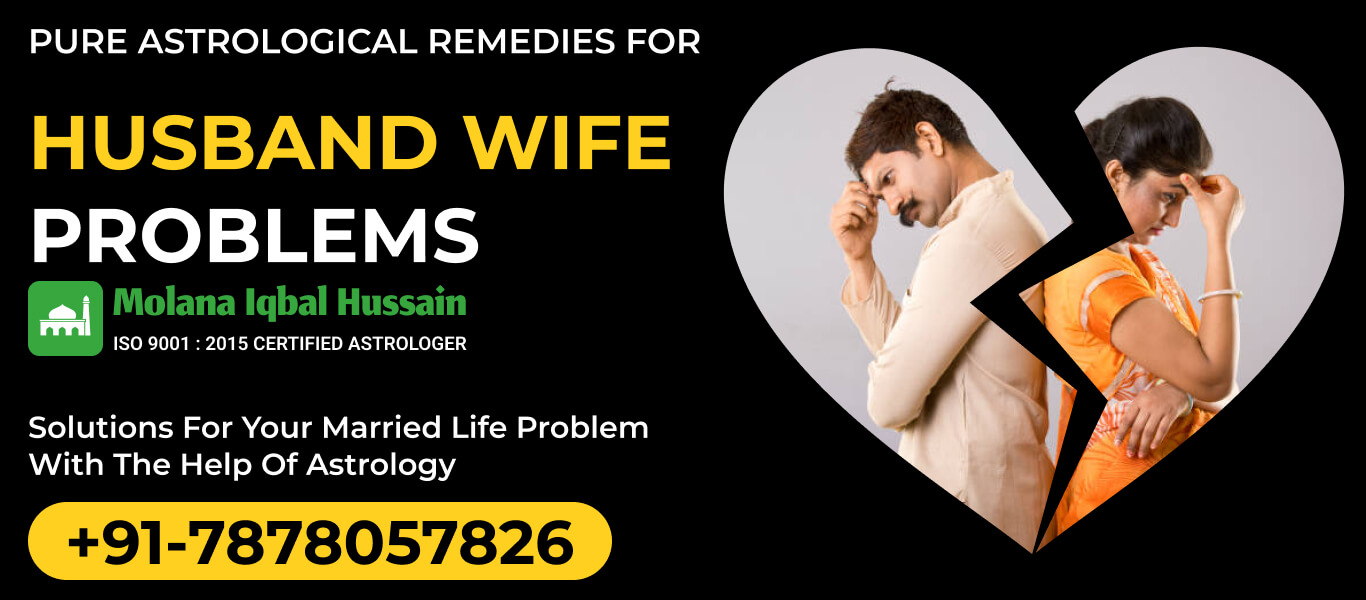 PURE ASTROLOGICAL REMEDIES FOR
HUSBAND WIFE
PROBLEMS
Molana Iqbal Hussain
ISO 9001 : 2015 CERTIFIED ASTROLOGER
Solutions For Your Married Life Problem
With The Help Of Astrology
+91-7878057826